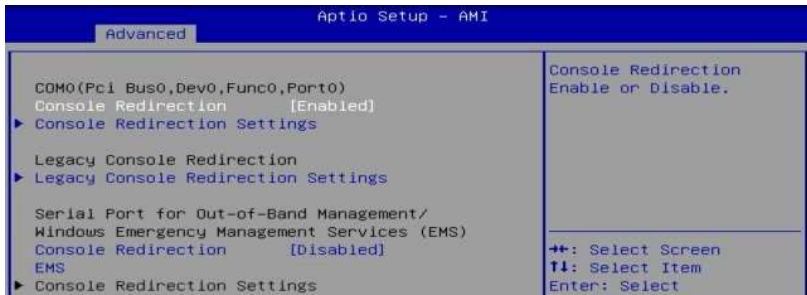 Aptio Setup - AMI
Advanced
COM0(Pci Bus0,Dev0,Func0,Port0)
Console Redirection [Enabled]
▶ Console Redirection Settings
Legacy Console Redirection
▶ Legacy Console Redirection Settings
Serial Port for Out-of-Band Management/
Windows Emergency Management Services (EMS)
Console Redirection [Disabled]
EMS
▶ Console Redirection Settings
Console Redirection
Enable or Disable.
→←: Select Screen
↑↓: Select Item
Enter: Select